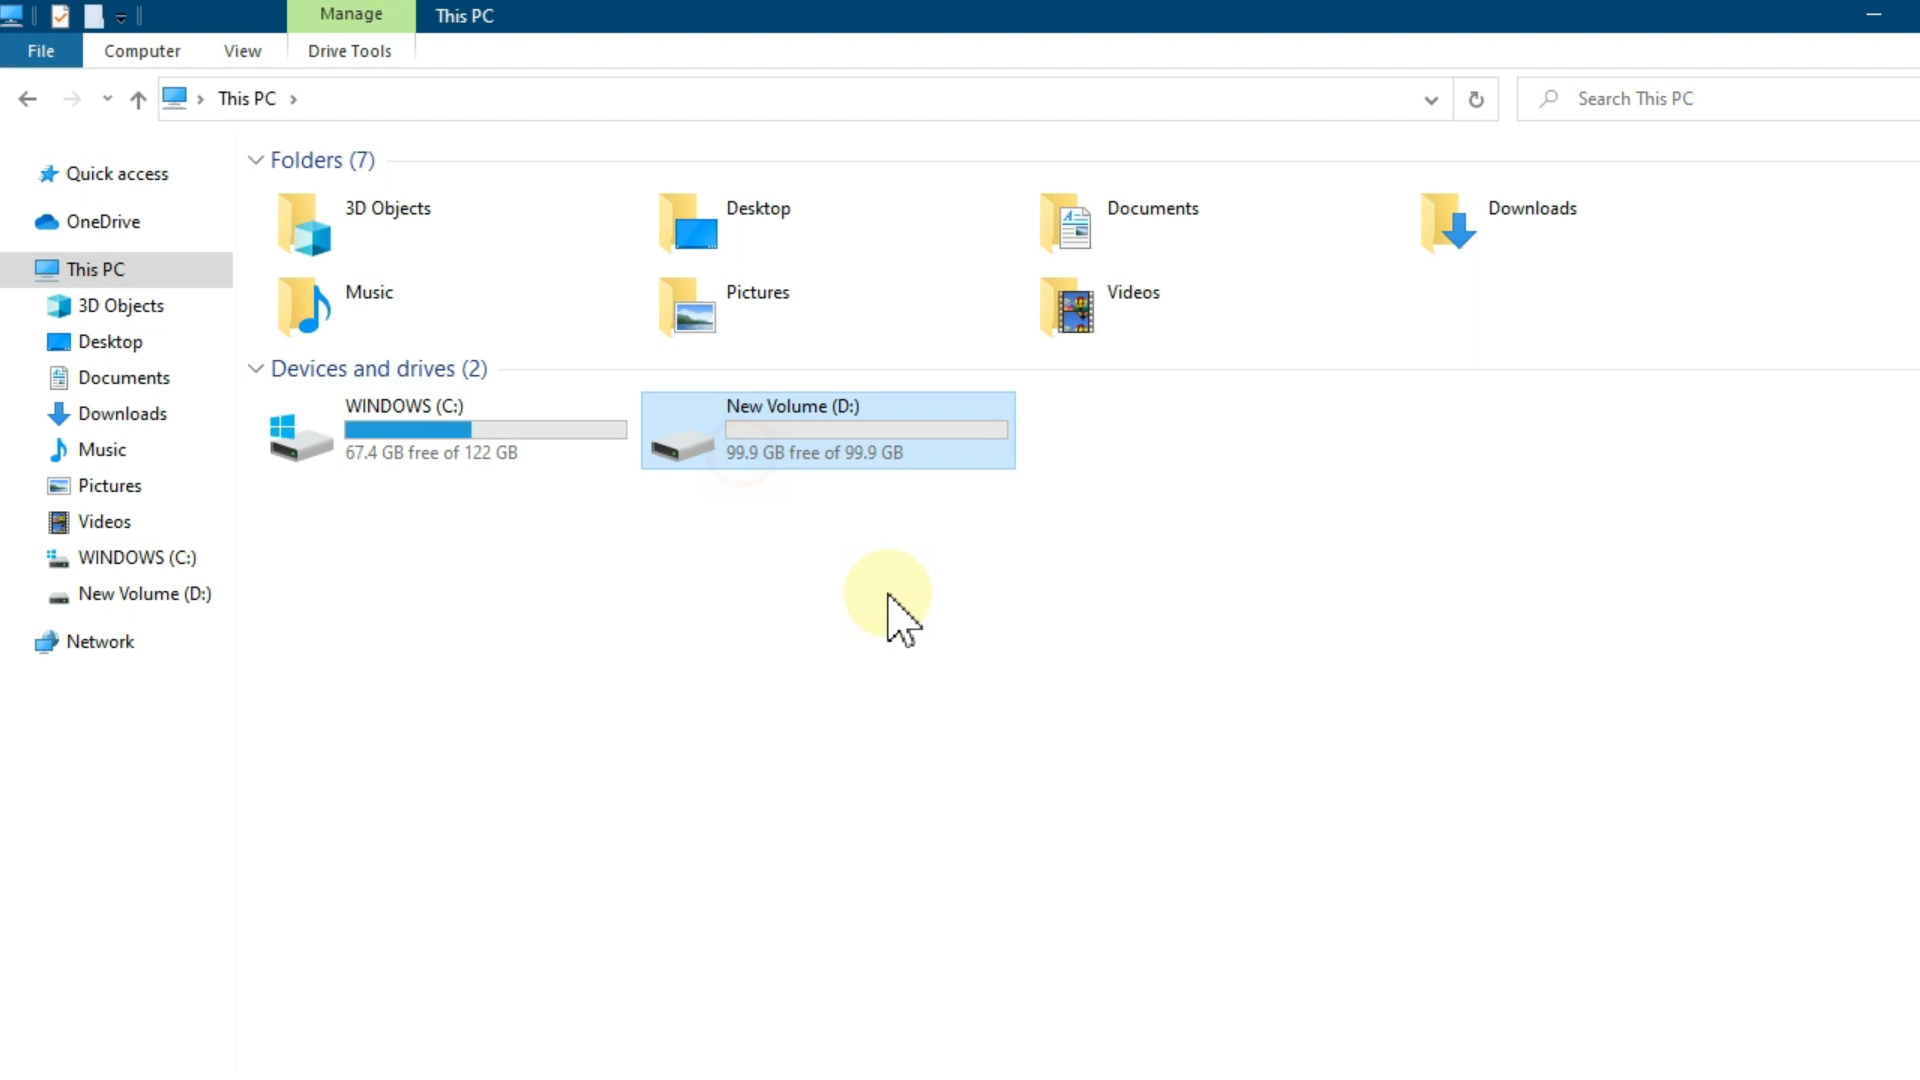 Manage
This PC
File
Computer
View
Drive Tools
This PC
Search This PC
Quick access
OneDrive
This PC
3D Objects
Desktop
Documents
Downloads
Music
Pictures
Videos
WINDOWS (C:)
New Volume (D:)
Network
Folders (7)
3D Objects
Desktop
Documents
Downloads
Music
Pictures
Videos
Devices and drives (2)
WINDOWS (C:)
67.4 GB free of 122 GB
New Volume (D:)
99.9 GB free of 99.9 GB